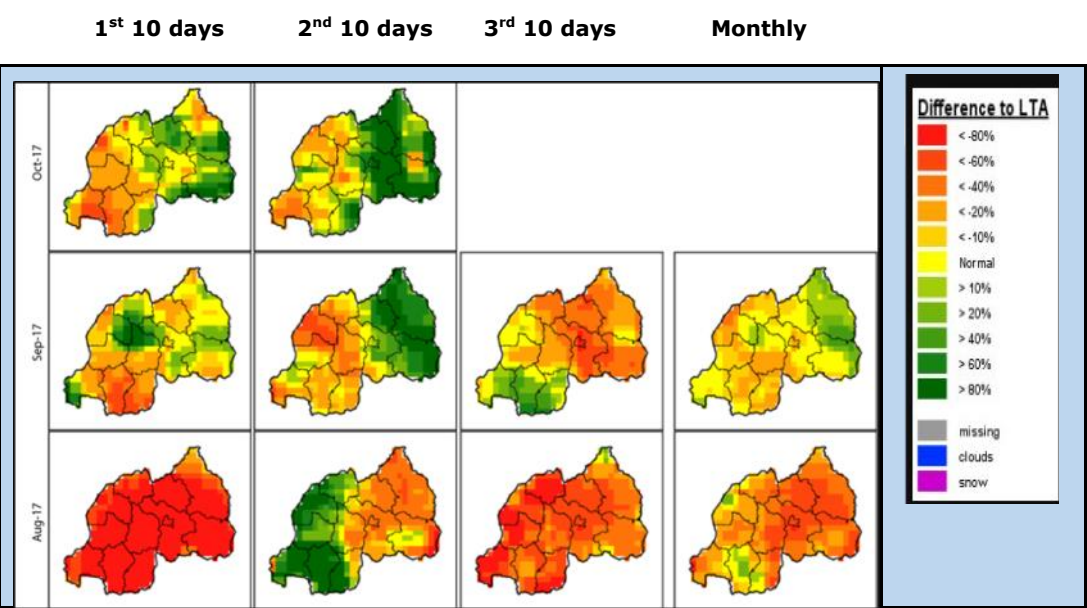 1st 10 days 2nd 10 days 3rd 10 days Monthly
Difference to LTA
< -80%
< -60%
< -40%
< -20%
< -10%
Normal
> 10%
> 20%
> 40%
> 60%
> 80%
missing
clouds
snow
Oct-17
Sep-17
Aug-17